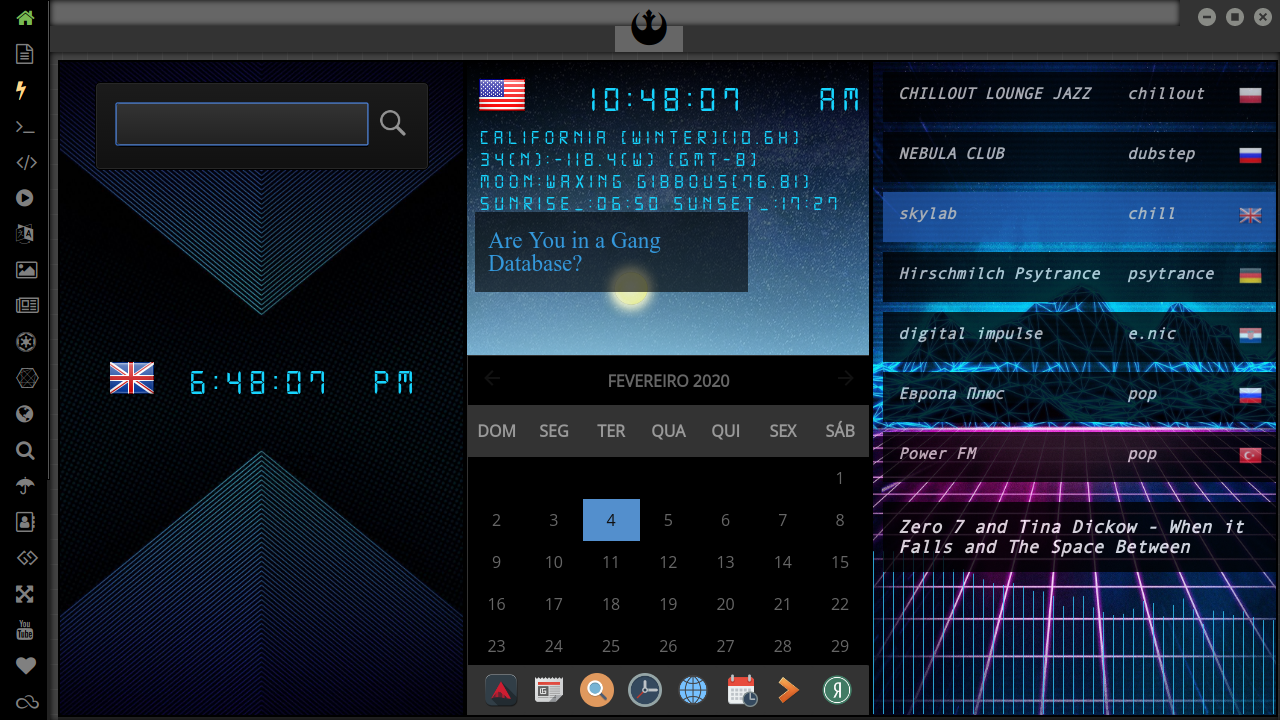 10:48:07 AM
CALIFORNIA (WINTER)(10.6H)
34(N):-118.4(W) (GMT-8)
MOON:WAXING GIBBOUS(76.81)
SUNRISE_:06:50 SUNSET_:17:27
Are You in a Gang
Database?
6:48:07 PM
FEVEREIRO 2020
DOM SEG TER QUA QUI SEX SÁB
1
2 3 4 5 6 7 8
9 10 11 12 13 14 15
16 17 18 19 20 21 22
23 24 25 26 27 28 29
CHILLOUT LOUNGE JAZZ chillout
NEBULA CLUB dubstep
skylab chill
Hirschmilch Psytrance psytrance
digital impulse e.nic
Европа Плюс pop
Power FM pop
Zero 7 and Tina Dickow - When it
Falls and The Space Between
You
Tube
Я